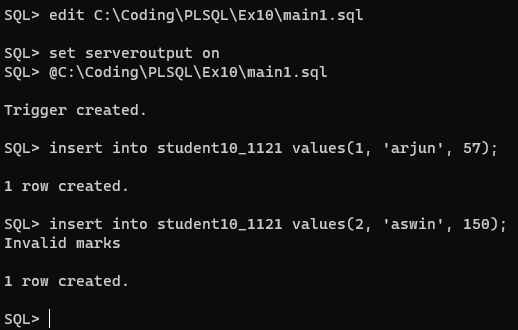 SQL> edit C:\Coding\PLSQL\Ex10\main1.sql
SQL> set serveroutput on
SQL> @C:\Coding\PLSQL\Ex10\main1.sql
Trigger created.
SQL> insert into student10_1121 values(1, 'arjun', 57);
1 row created.
SQL> insert into student10_1121 values(2, 'aswin', 150);
Invalid marks
1 row created.
SQL>